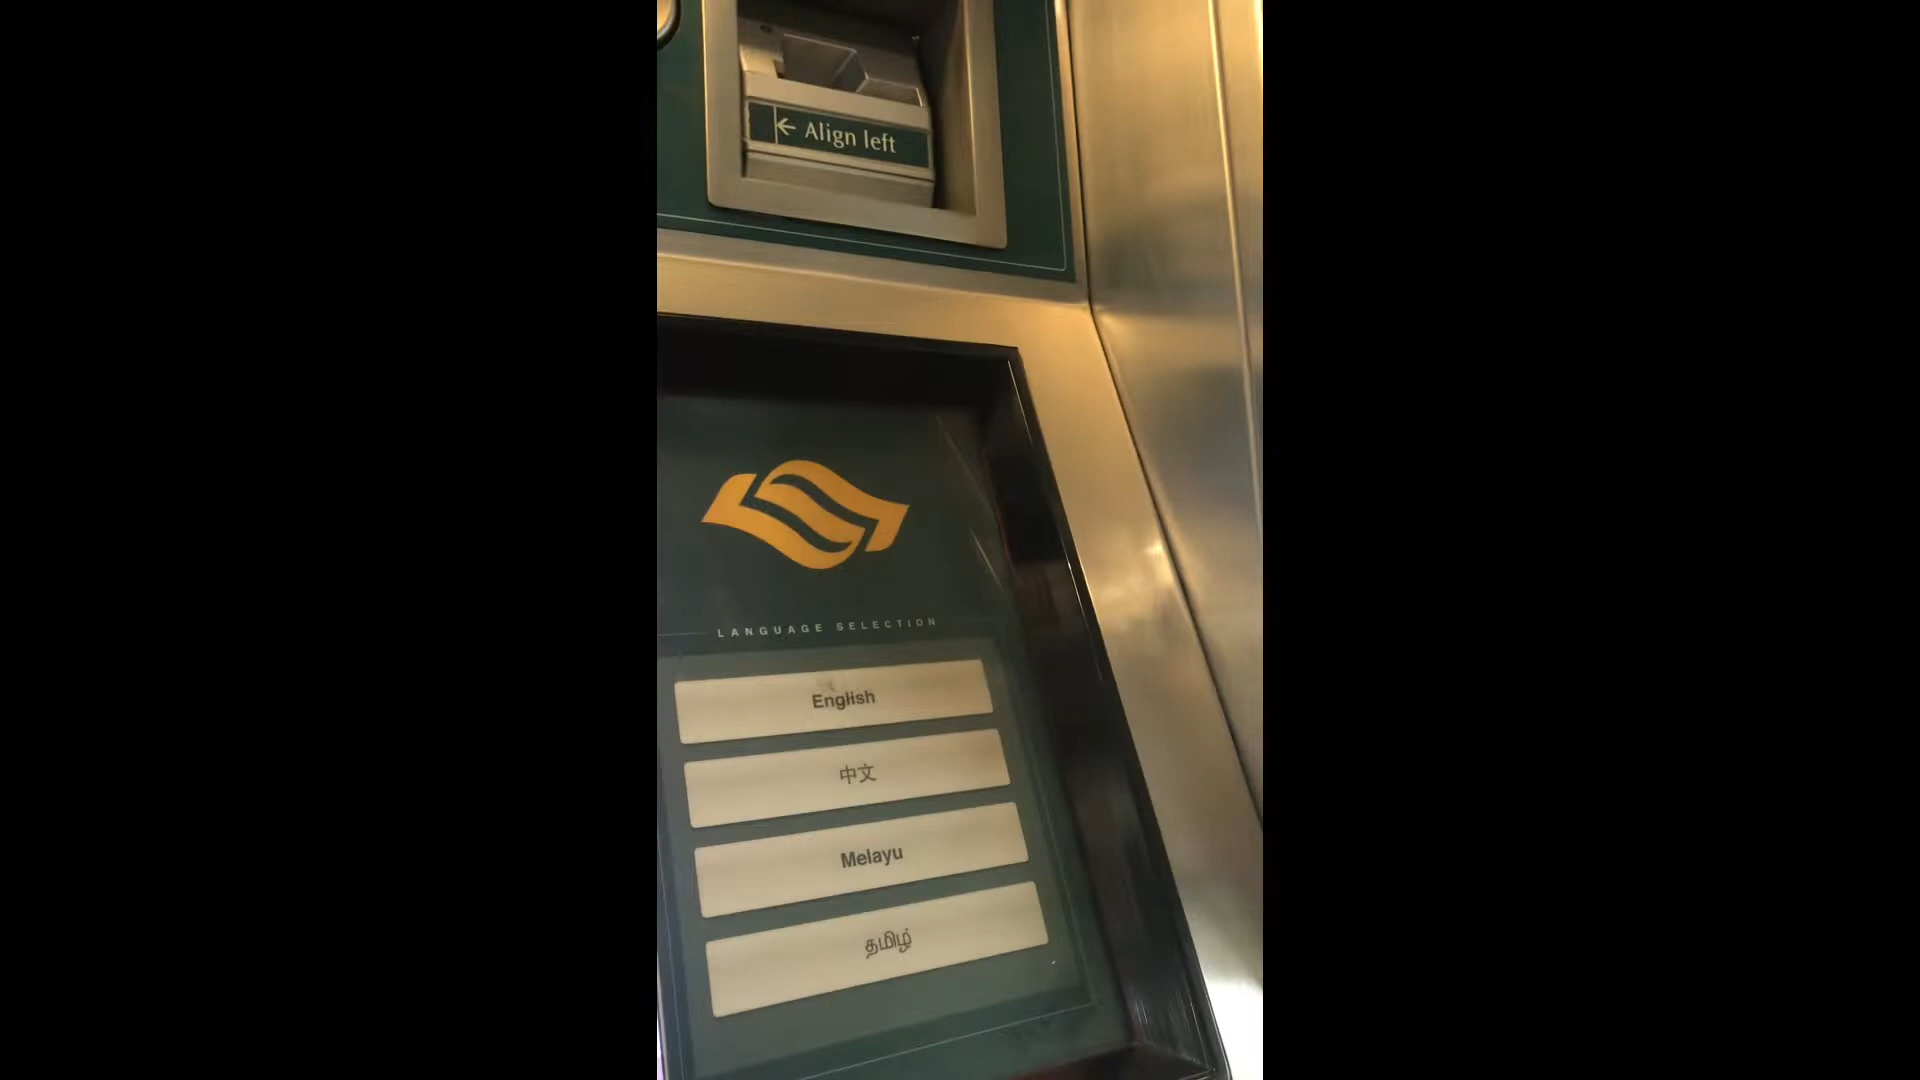 ← Align left
LANGUAGE SELECTION
English
中文
Melayu
தமிழ்